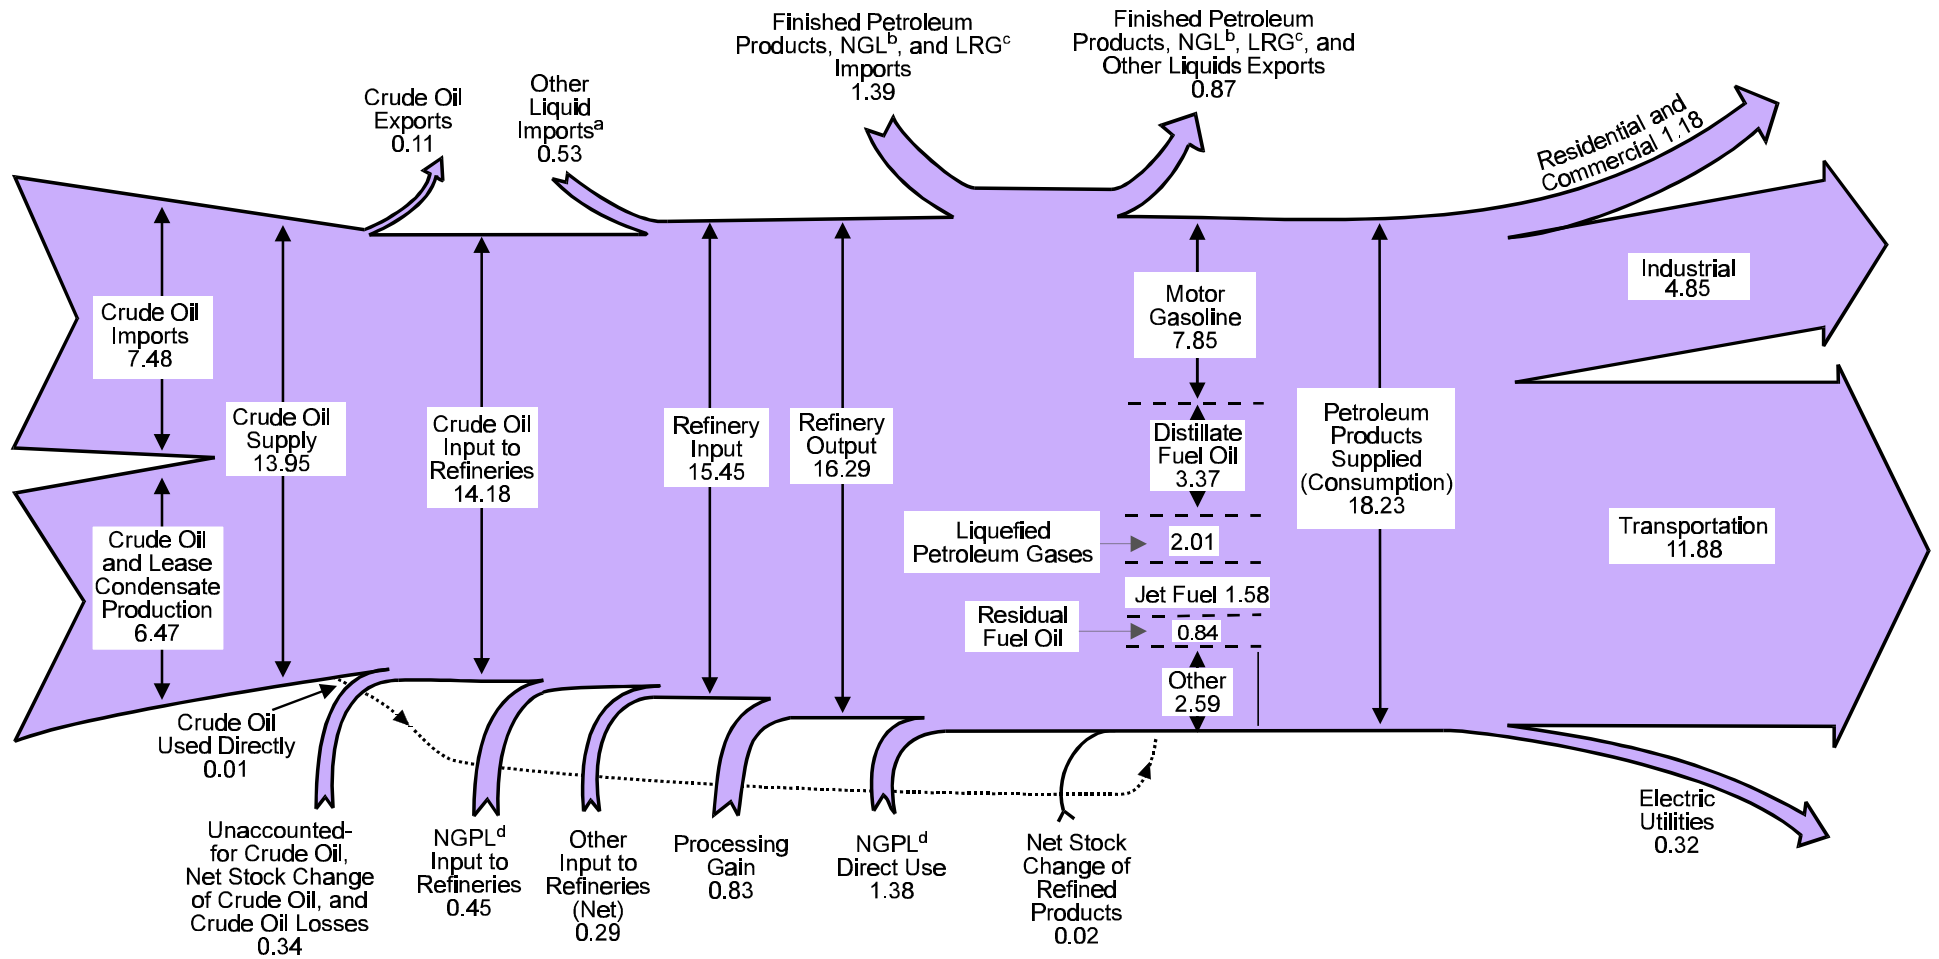 Finished Petroleum
Products, NGLᵇ, and LRGᶜ
Imports
1.39
Finished Petroleum
Products, NGLᵇ, LRGᶜ, and
Other Liquids Exports
0.87
Crude Oil
Exports
0.11
Other
Liquid
Importsᵃ
0.53
Residential and
Commercial 1.18
Crude Oil
Imports
7.48
Crude Oil
Supply
13.95
Crude Oil
Input to
Refineries
14.18
Refinery
Input
15.45
Refinery
Output
16.29
Motor
Gasoline
7.85
Distillate
Fuel Oil
3.37
Liquefied
Petroleum Gases
2.01
Jet Fuel 1.58
Residual
Fuel Oil
0.84
Other
2.59
Petroleum
Products
Supplied
(Consumption)
18.23
Industrial
4.85
Transportation
11.88
Crude Oil
and Lease
Condensate
Production
6.47
Crude Oil
Used Directly
0.01
Unaccounted-
for Crude Oil,
Net Stock Change
of Crude Oil, and
Crude Oil Losses
0.34
NGPLᵈ
Input to
Refineries
0.45
Other
Input to
Refineries
(Net)
0.29
Processing
Gain
0.83
NGPLᵈ
Direct Use
1.38
Net Stock
Change of
Refined
Products
0.02
Electric
Utilities
0.32